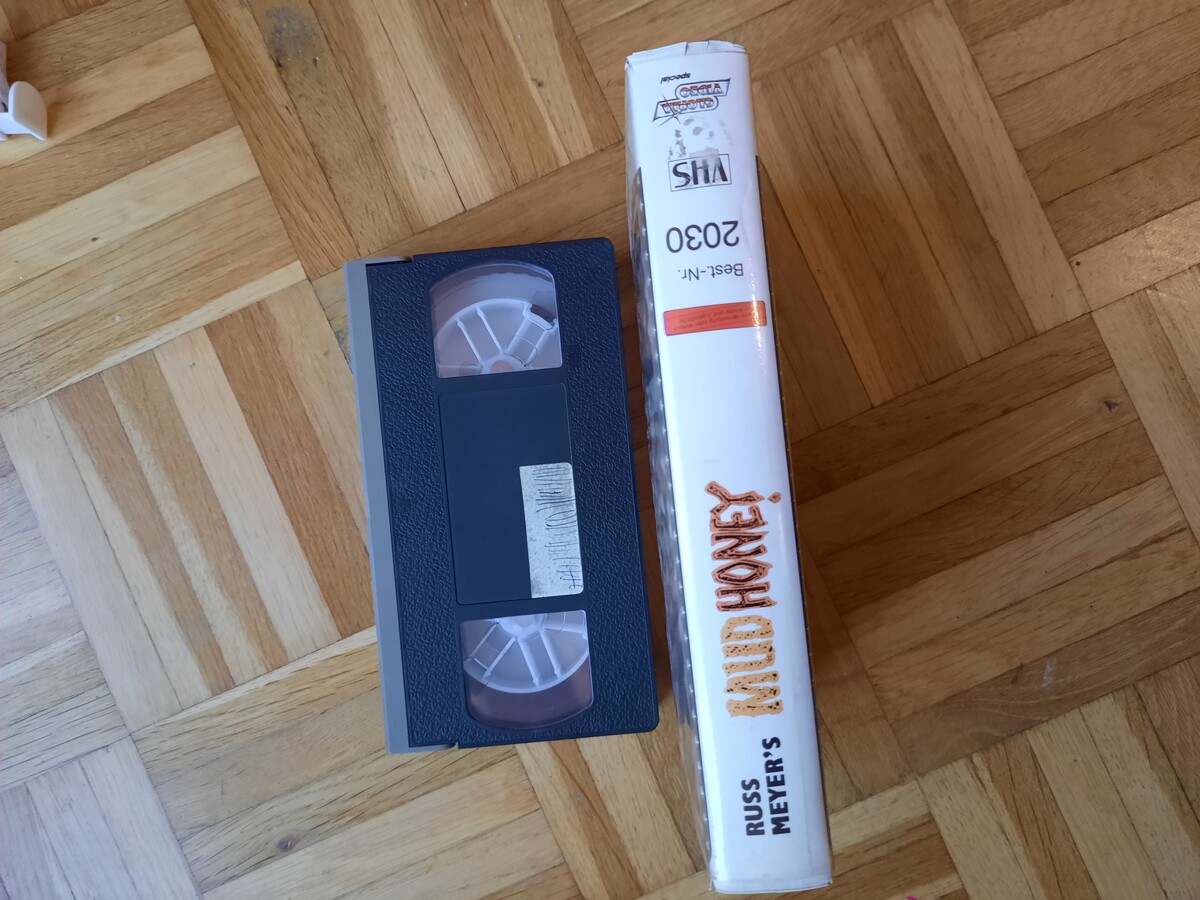 RUSS
MEYER'S
MUDHONEY
Best.-Nr.
2030
VHS
GLORIA
VIDEO
special